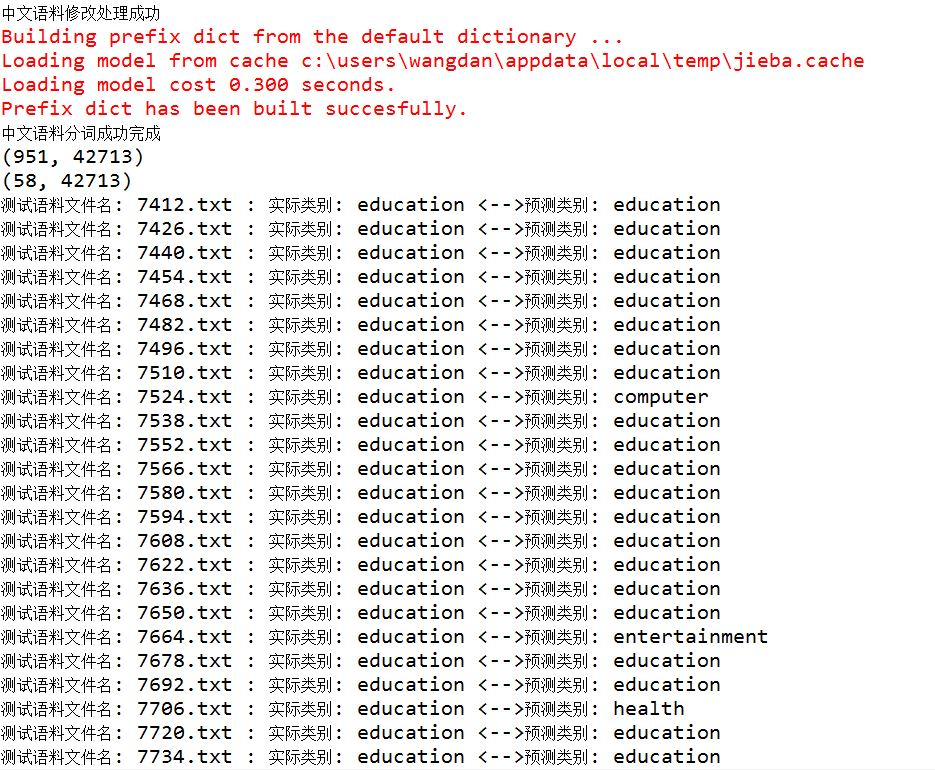 中文语料修改处理成功
Building prefix dict from the default dictionary ...
Loading model from cache c:\users\wangdan\appdata\local\temp\jieba.cache
Loading model cost 0.300 seconds.
Prefix dict has been built succesfully.
中文语料分词成功完成
(951, 42713)
(58, 42713)
测试语料文件名: 7412.txt : 实际类别: education <-->预测类别: education
测试语料文件名: 7426.txt : 实际类别: education <-->预测类别: education
测试语料文件名: 7440.txt : 实际类别: education <-->预测类别: education
测试语料文件名: 7454.txt : 实际类别: education <-->预测类别: education
测试语料文件名: 7468.txt : 实际类别: education <-->预测类别: education
测试语料文件名: 7482.txt : 实际类别: education <-->预测类别: education
测试语料文件名: 7496.txt : 实际类别: education <-->预测类别: education
测试语料文件名: 7510.txt : 实际类别: education <-->预测类别: education
测试语料文件名: 7524.txt : 实际类别: education <-->预测类别: computer
测试语料文件名: 7538.txt : 实际类别: education <-->预测类别: education
测试语料文件名: 7552.txt : 实际类别: education <-->预测类别: education
测试语料文件名: 7566.txt : 实际类别: education <-->预测类别: education
测试语料文件名: 7580.txt : 实际类别: education <-->预测类别: education
测试语料文件名: 7594.txt : 实际类别: education <-->预测类别: education
测试语料文件名: 7608.txt : 实际类别: education <-->预测类别: education
测试语料文件名: 7622.txt : 实际类别: education <-->预测类别: education
测试语料文件名: 7636.txt : 实际类别: education <-->预测类别: education
测试语料文件名: 7650.txt : 实际类别: education <-->预测类别: education
测试语料文件名: 7664.txt : 实际类别: education <-->预测类别: entertainment
测试语料文件名: 7678.txt : 实际类别: education <-->预测类别: education
测试语料文件名: 7692.txt : 实际类别: education <-->预测类别: education
测试语料文件名: 7706.txt : 实际类别: education <-->预测类别: health
测试语料文件名: 7720.txt : 实际类别: education <-->预测类别: education
测试语料文件名: 7734.txt : 实际类别: education <-->预测类别: education